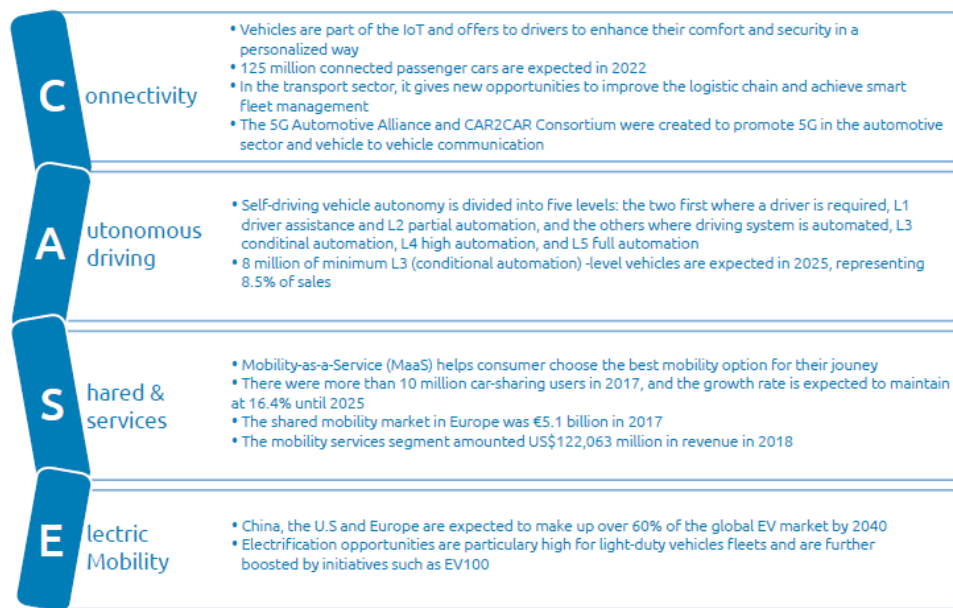 C onnectivity
• Vehicles are part of the IoT and offers to drivers to enhance their comfort and security in a
personalized way
• 125 million connected passenger cars are expected in 2022
• In the transport sector, it gives new opportunities to improve the logistic chain and achieve smart
fleet management
• The 5G Automotive Alliance and CAR2CAR Consortium were created to promote 5G in the automotive
sector and vehicle to vehicle communication
A utonomous
driving
• Self-driving vehicle autonomy is divided into five levels: the two first where a driver is required, L1
driver assistance and L2 partial automation, and the others where driving system is automated, L3
conditinal automation, L4 high automation, and L5 full automation
• 8 million of minimum L3 (conditional automation) -level vehicles are expected in 2025, representing
8.5% of sales
S hared &
services
• Mobility-as-a-Service (MaaS) helps consumer choose the best mobility option for their jouney
• There were more than 10 million car-sharing users in 2017, and the growth rate is expected to maintain
at 16.4% until 2025
• The shared mobility market in Europe was €5.1 billion in 2017
• The mobility services segment amounted US$122,063 million in revenue in 2018
E lectric
Mobility
• China, the U.S and Europe are expected to make up over 60% of the global EV market by 2040
• Electrification opportunities are particulary high for light-duty vehicles fleets and are further
boosted by initiatives such as EV100